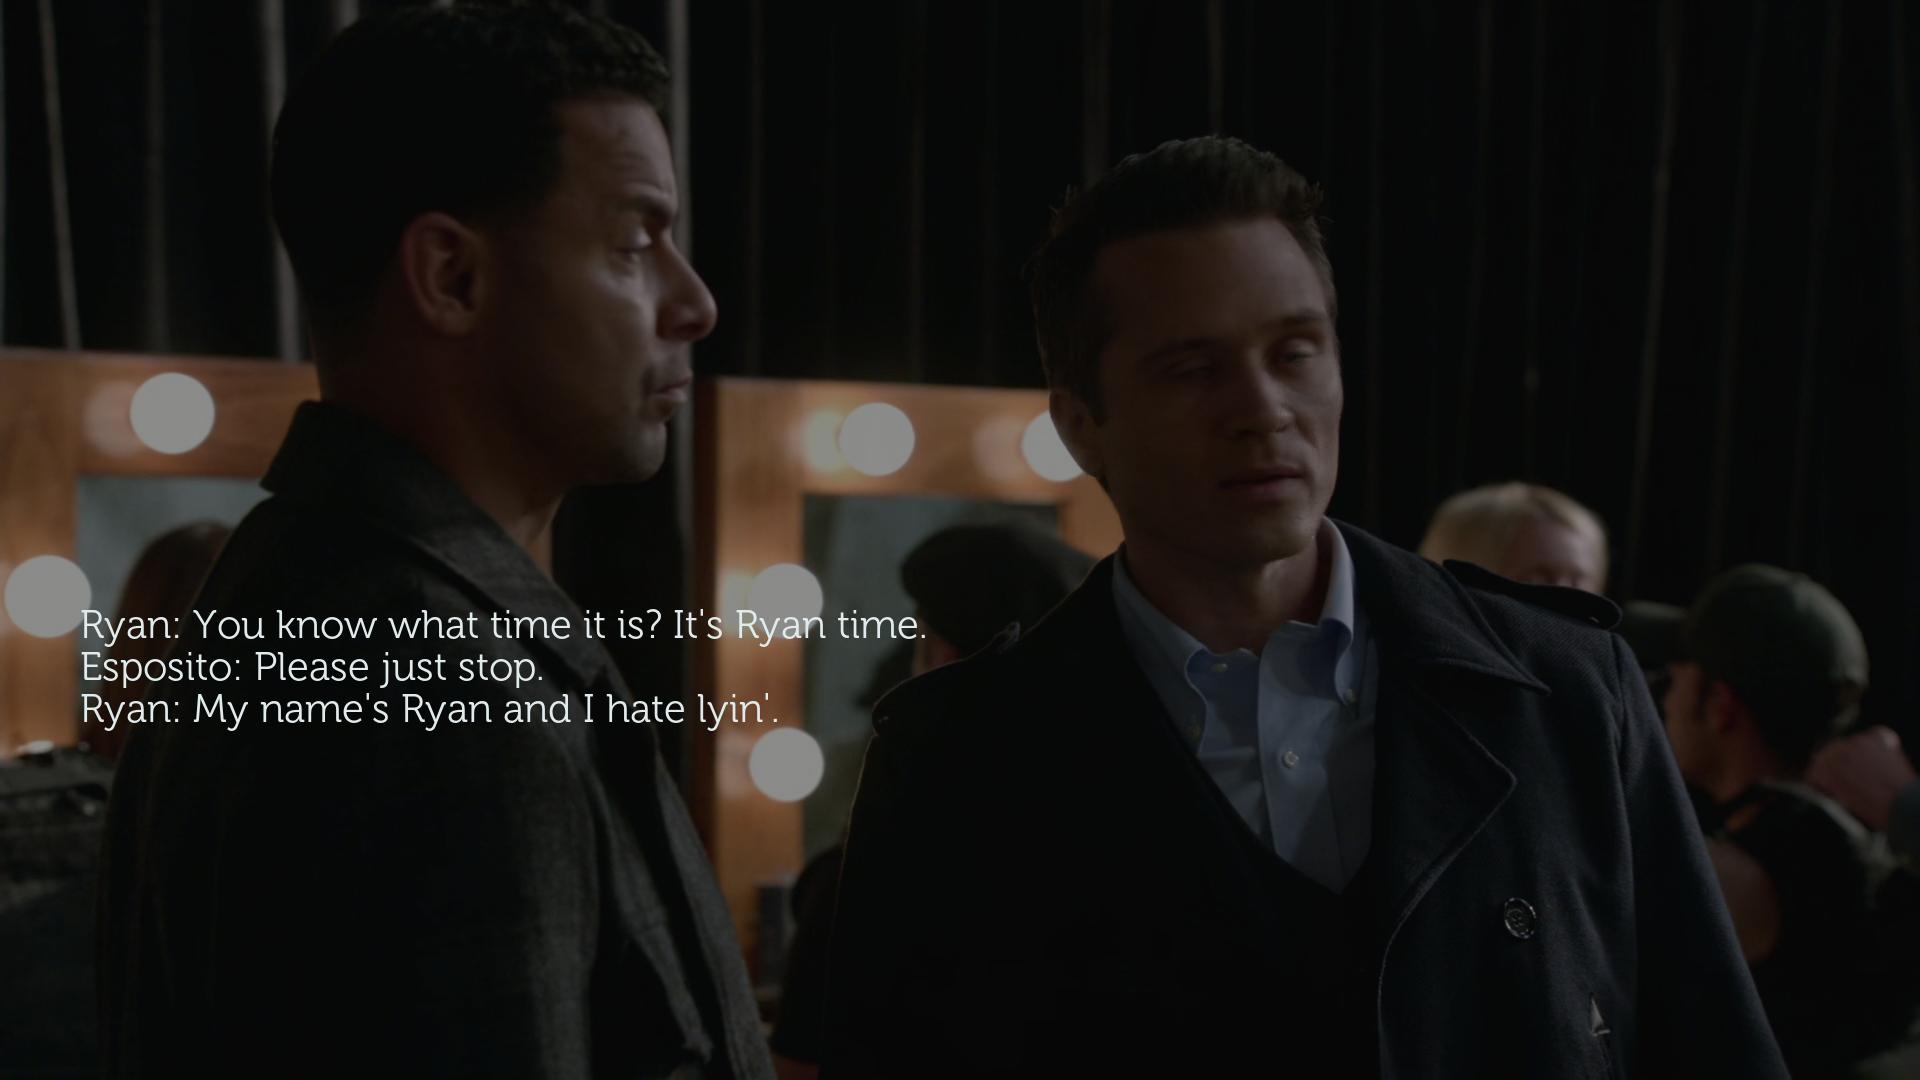 Ryan: You know what time it is? It's Ryan time.
Esposito: Please just stop.
Ryan: My name's Ryan and I hate lyin'.